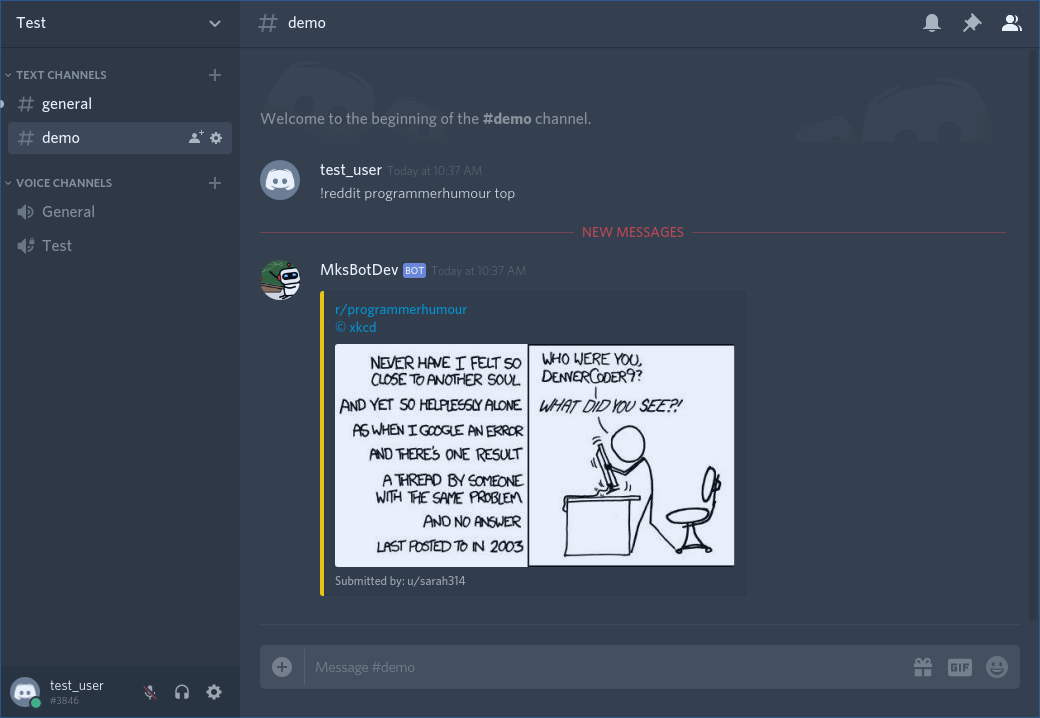 Test
# demo
TEXT CHANNELS
# general
# demo
VOICE CHANNELS
General
Test
Welcome to the beginning of the #demo channel.
test_user Today at 10:37 AM
!reddit programmerhumour top
NEW MESSAGES
MksBotDev BOT Today at 10:37 AM
r/programmerhumour
© xkcd
NEVER HAVE I FELT SO
CLOSE TO ANOTHER SOUL
AND YET SO HELPLESSLY ALONE
AS WHEN I GOOGLE AN ERROR
AND THERE'S ONE RESULT
A THREAD BY SOMEONE
WITH THE SAME PROBLEM
AND NO ANSWER
LAST POSTED TO IN 2003
WHO WERE YOU,
DENVERCODER9?
WHAT DID YOU SEE?!
Submitted by: u/sarah314
Message #demo
GIF
test_user
#3846